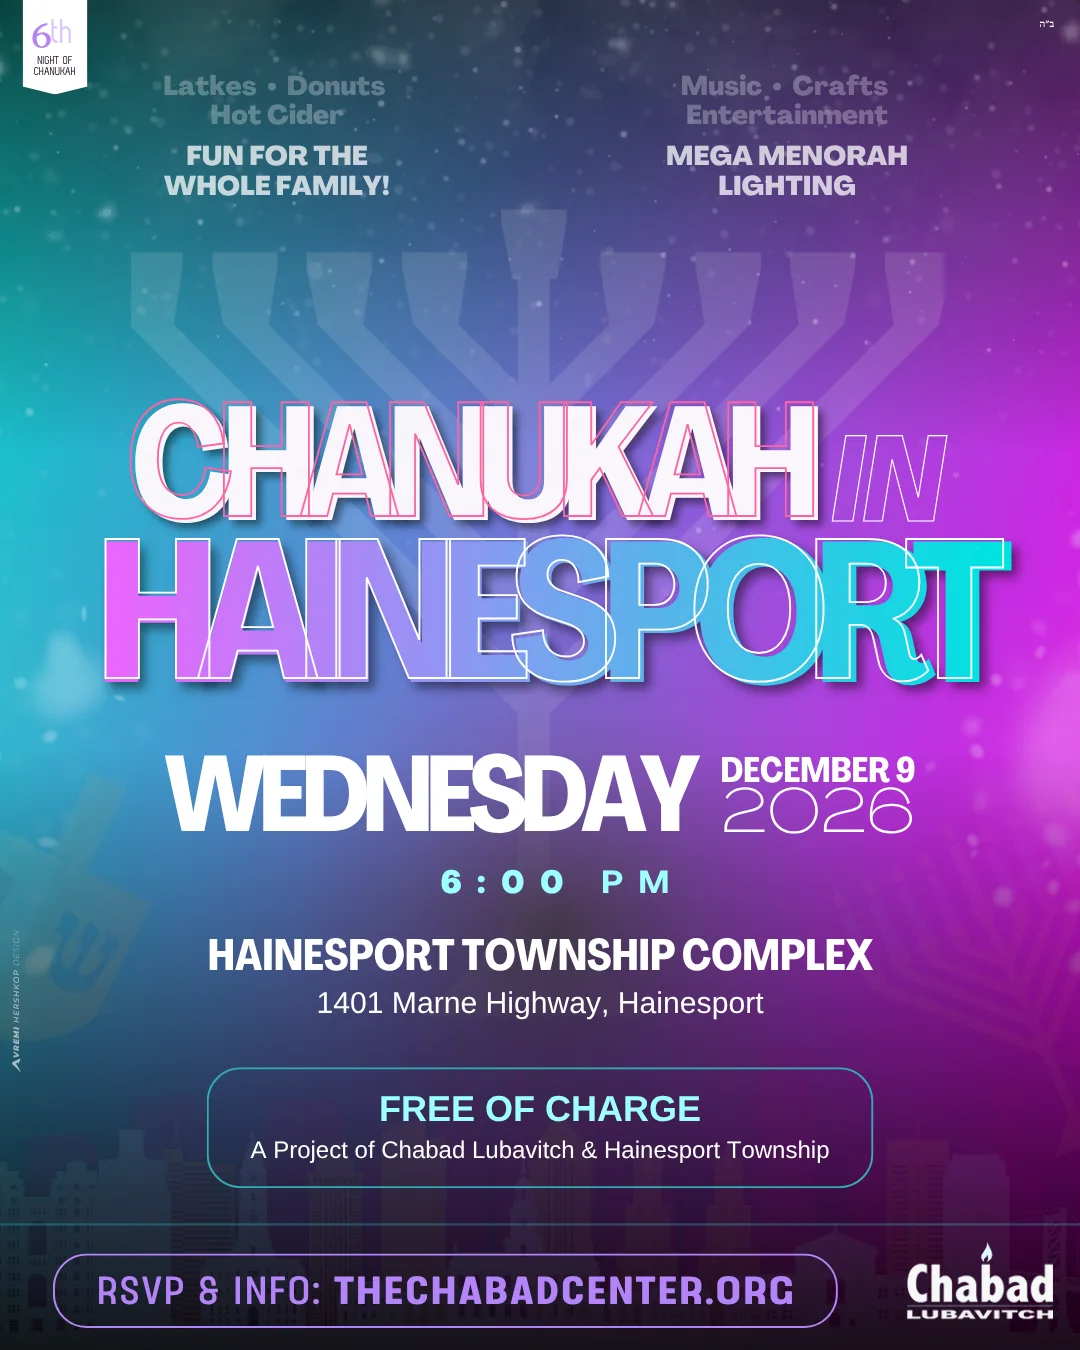 6th
NIGHT OF
CHANUKAH
ב"ה
Latkes • Donuts
Hot Cider
FUN FOR THE
WHOLE FAMILY!
Music • Crafts
Entertainment
MEGA MENORAH
LIGHTING
CHANUKAH IN
HAINESPORT
WEDNESDAY
DECEMBER 9
2026
6:00 PM
HAINESPORT TOWNSHIP COMPLEX
1401 Marne Highway, Hainesport
AVREMI HERSHKOP DESIGN
FREE OF CHARGE
A Project of Chabad Lubavitch & Hainesport Township
RSVP & INFO: THECHABADCENTER.ORG
Chabad
LUBAVITCH
ש